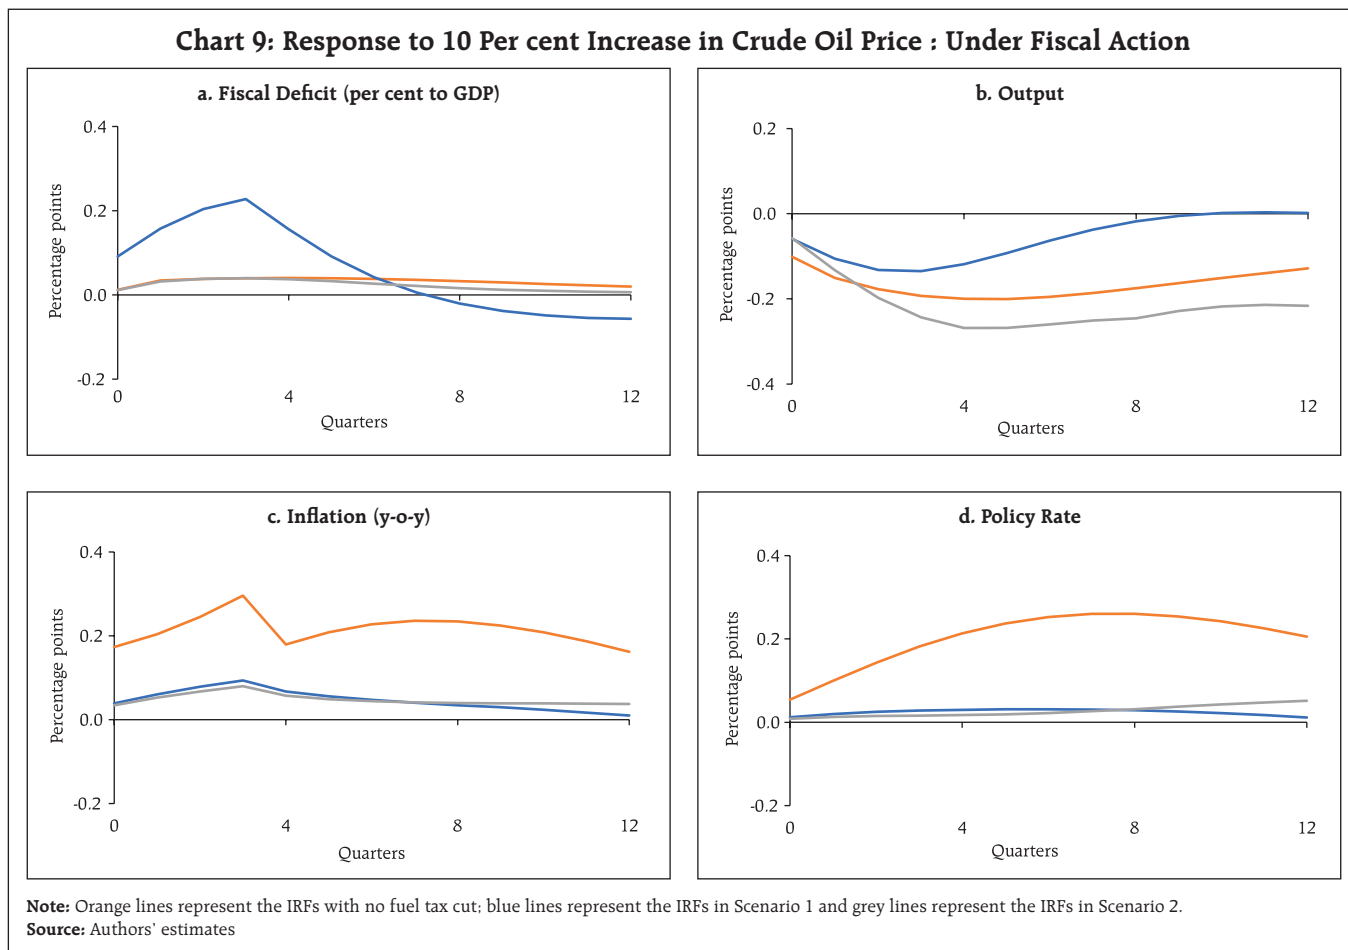 Chart 9: Response to 10 Per cent Increase in Crude Oil Price : Under Fiscal Action
a. Fiscal Deficit (per cent to GDP)
Percentage points
0.4
0.2
0.0
-0.2
0 4 8 12
Quarters
b. Output
Percentage points
0.2
0.0
-0.2
-0.4
0 4 8 12
Quarters
c. Inflation (y-o-y)
Percentage points
0.4
0.2
0.0
-0.2
0 4 8 12
Quarters
d. Policy Rate
Percentage points
0.4
0.2
0.0
-0.2
0 4 8 12
Quarters
Note: Orange lines represent the IRFs with no fuel tax cut; blue lines represent the IRFs in Scenario 1 and grey lines represent the IRFs in Scenario 2.
Source: Authors' estimates